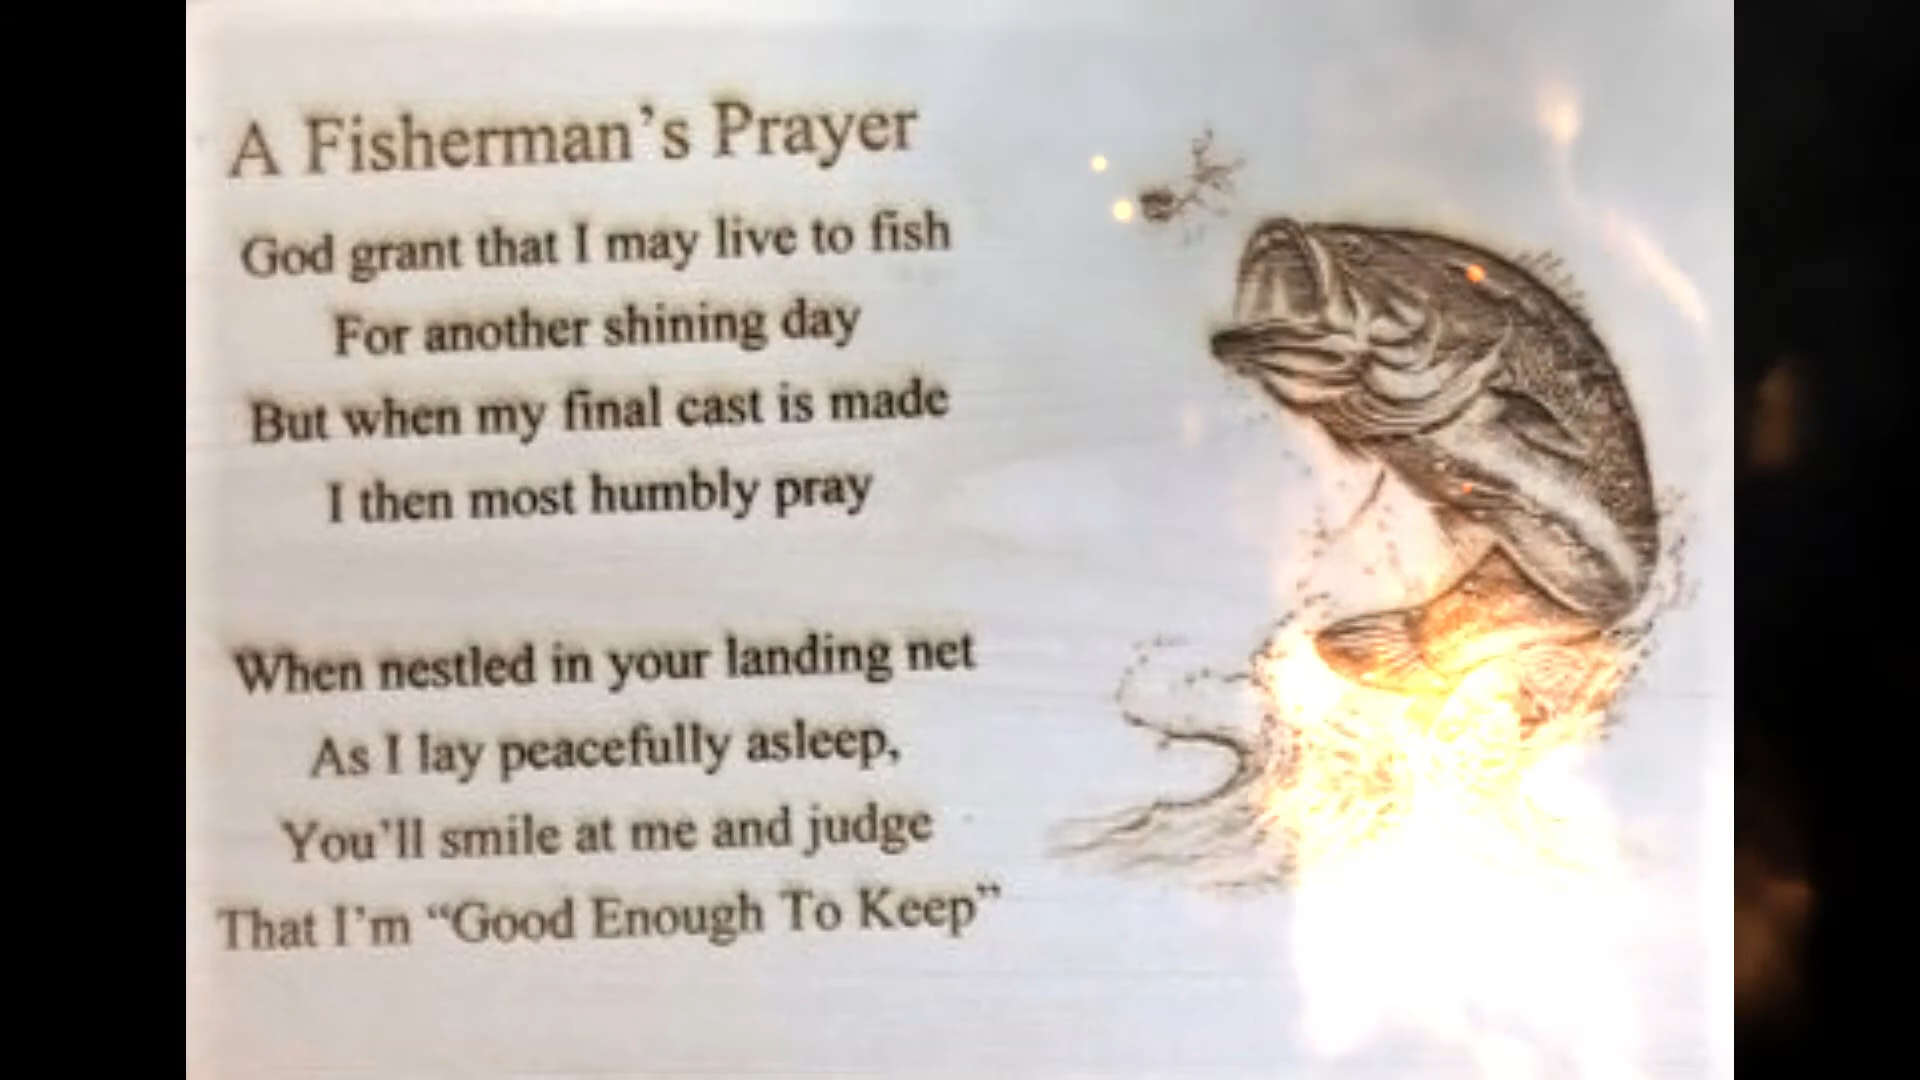 A Fisherman’s Prayer
God grant that I may live to fish
For another shining day
But when my final cast is made
I then most humbly pray
When nestled in your landing net
As I lay peacefully asleep,
You’ll smile at me and judge
That I’m “Good Enough To Keep”